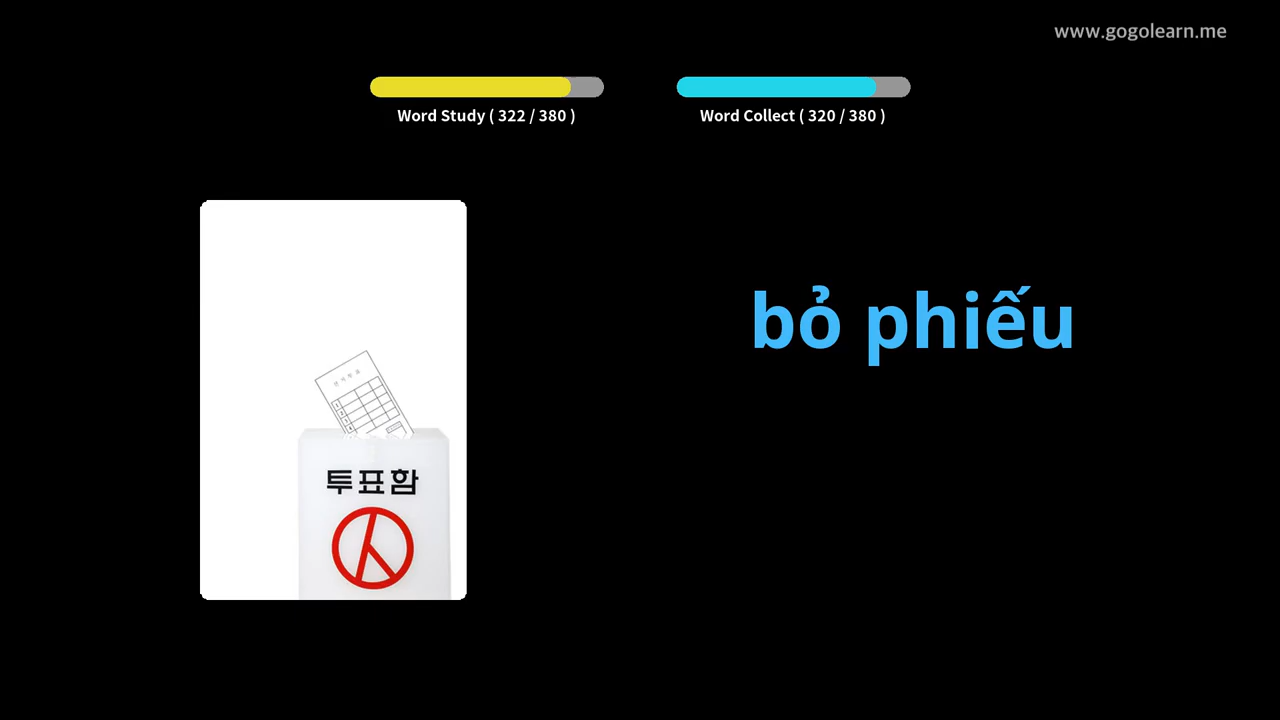 www.gogolearn.me
Word Study ( 322 / 380 )
Word Collect ( 320 / 380 )
bỏ phiếu
투표함